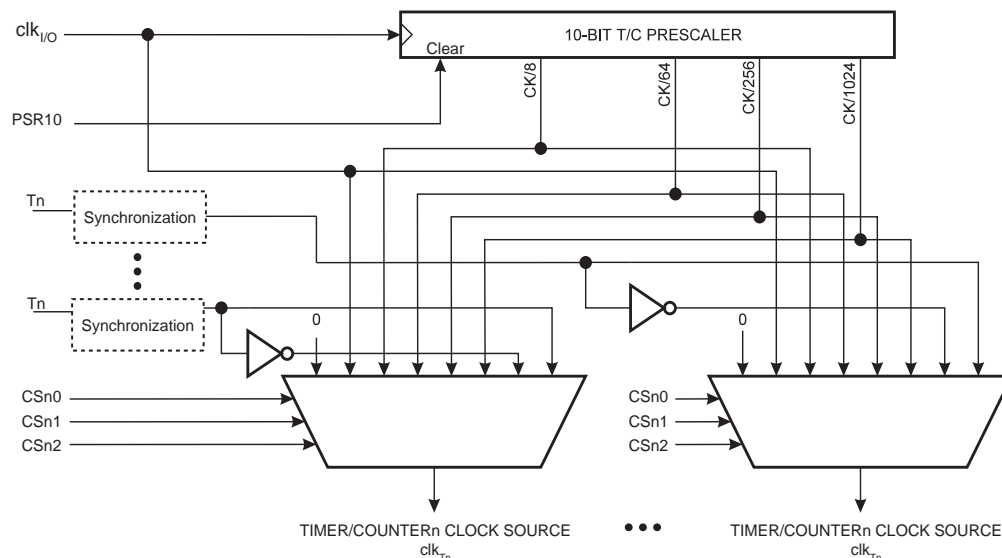 clkI/O
10-BIT T/C PRESCALER
Clear
CK/8
CK/64
CK/256
CK/1024
PSR10
Tn
Synchronization
Tn
Synchronization
0
0
CSn0
CSn1
CSn2
CSn0
CSn1
CSn2
TIMER/COUNTERn CLOCK SOURCE
clkTn
TIMER/COUNTERn CLOCK SOURCE
clkTn